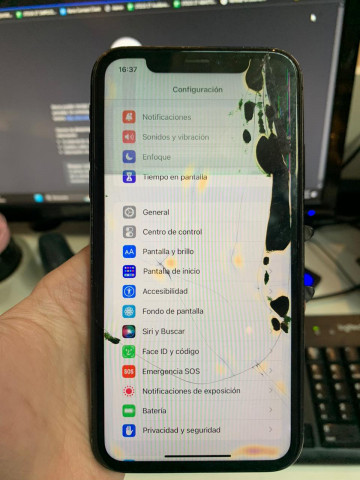 16:37
Configuración
Notificaciones
Sonidos y vibración
Enfoque
Tiempo en pantalla
General
Centro de control
AA
Pantalla y brillo
Pantalla de inicio
Accesibilidad
Fondo de pantalla
Siri y Buscar
Face ID y código
SOS
Emergencia SOS
Notificaciones de exposición
Batería
Privacidad y seguridad